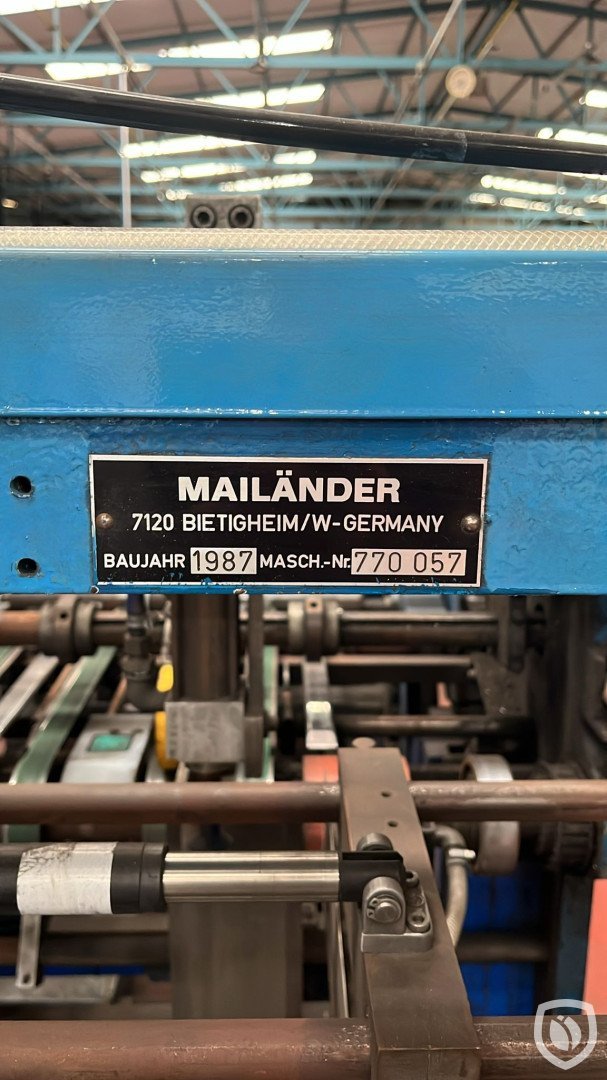 MAILÄNDER
7120 BIETIGHEIM/W-GERMANY
BAUJAHR 1987 MASCH.-Nr. 770 057